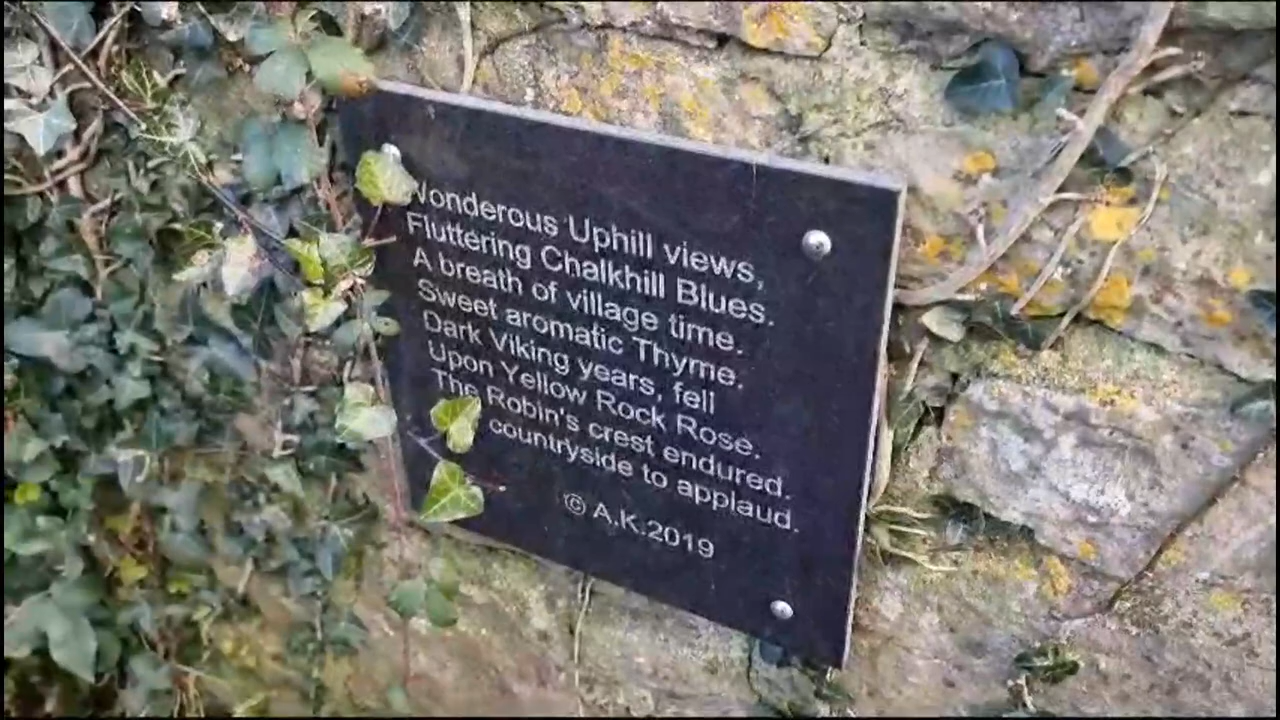 Wonderous Uphill views,
Fluttering Chalkhill Blues.
A breath of village time.
Sweet aromatic Thyme.
Dark Viking years, fell
Upon Yellow Rock Rose.
The Robin's crest endured.
countryside to applaud.
© A.K.2019